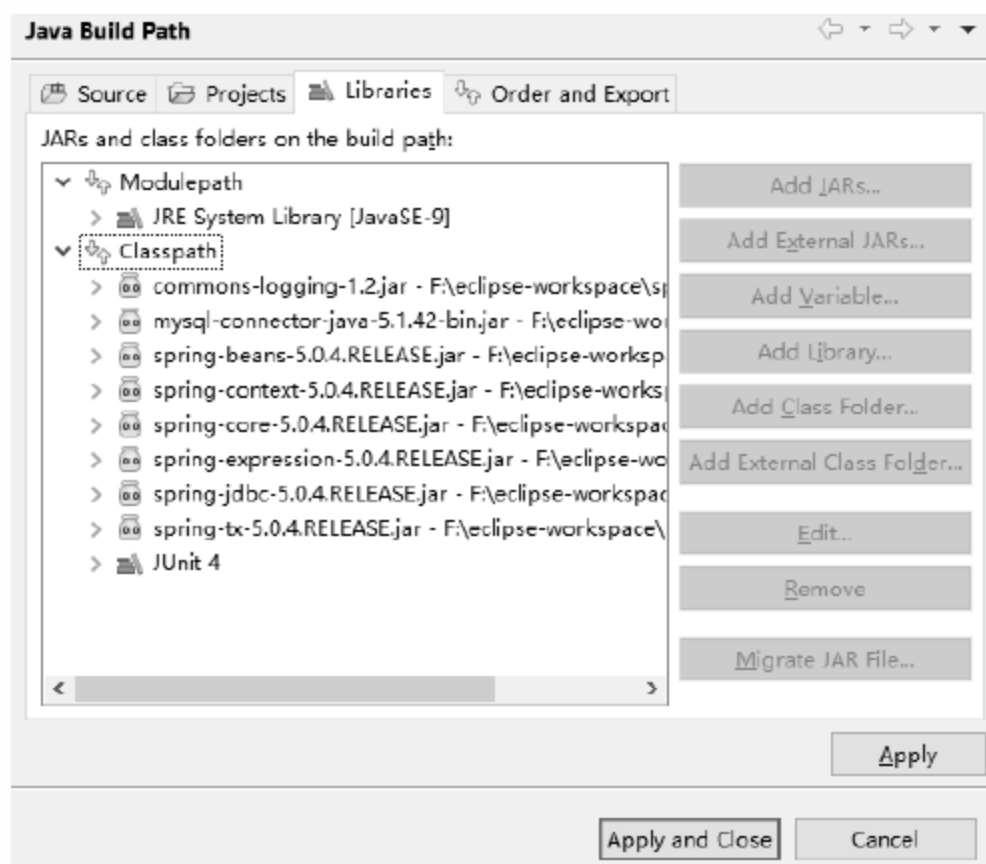 Java Build Path
Source Projects Libraries Order and Export
JARs and class folders on the build path:
Modulepath
JRE System Library [JavaSE-9]
Classpath
commons-logging-1.2.jar - F:\eclipse-workspace\sp
mysql-connector-java-5.1.42-bin.jar - F:\eclipse-wor
spring-beans-5.0.4.RELEASE.jar - F:\eclipse-worksp
spring-context-5.0.4.RELEASE.jar - F:\eclipse-works
spring-core-5.0.4.RELEASE.jar - F:\eclipse-workspac
spring-expression-5.0.4.RELEASE.jar - F:\eclipse-wo
spring-jdbc-5.0.4.RELEASE.jar - F:\eclipse-workspac
spring-tx-5.0.4.RELEASE.jar - F:\eclipse-workspace\
JUnit 4
Add JARs...
Add External JARs...
Add Variable...
Add Library...
Add Class Folder...
Add External Class Folder...
Edit...
Remove
Migrate JAR File...
Apply
Apply and Close
Cancel